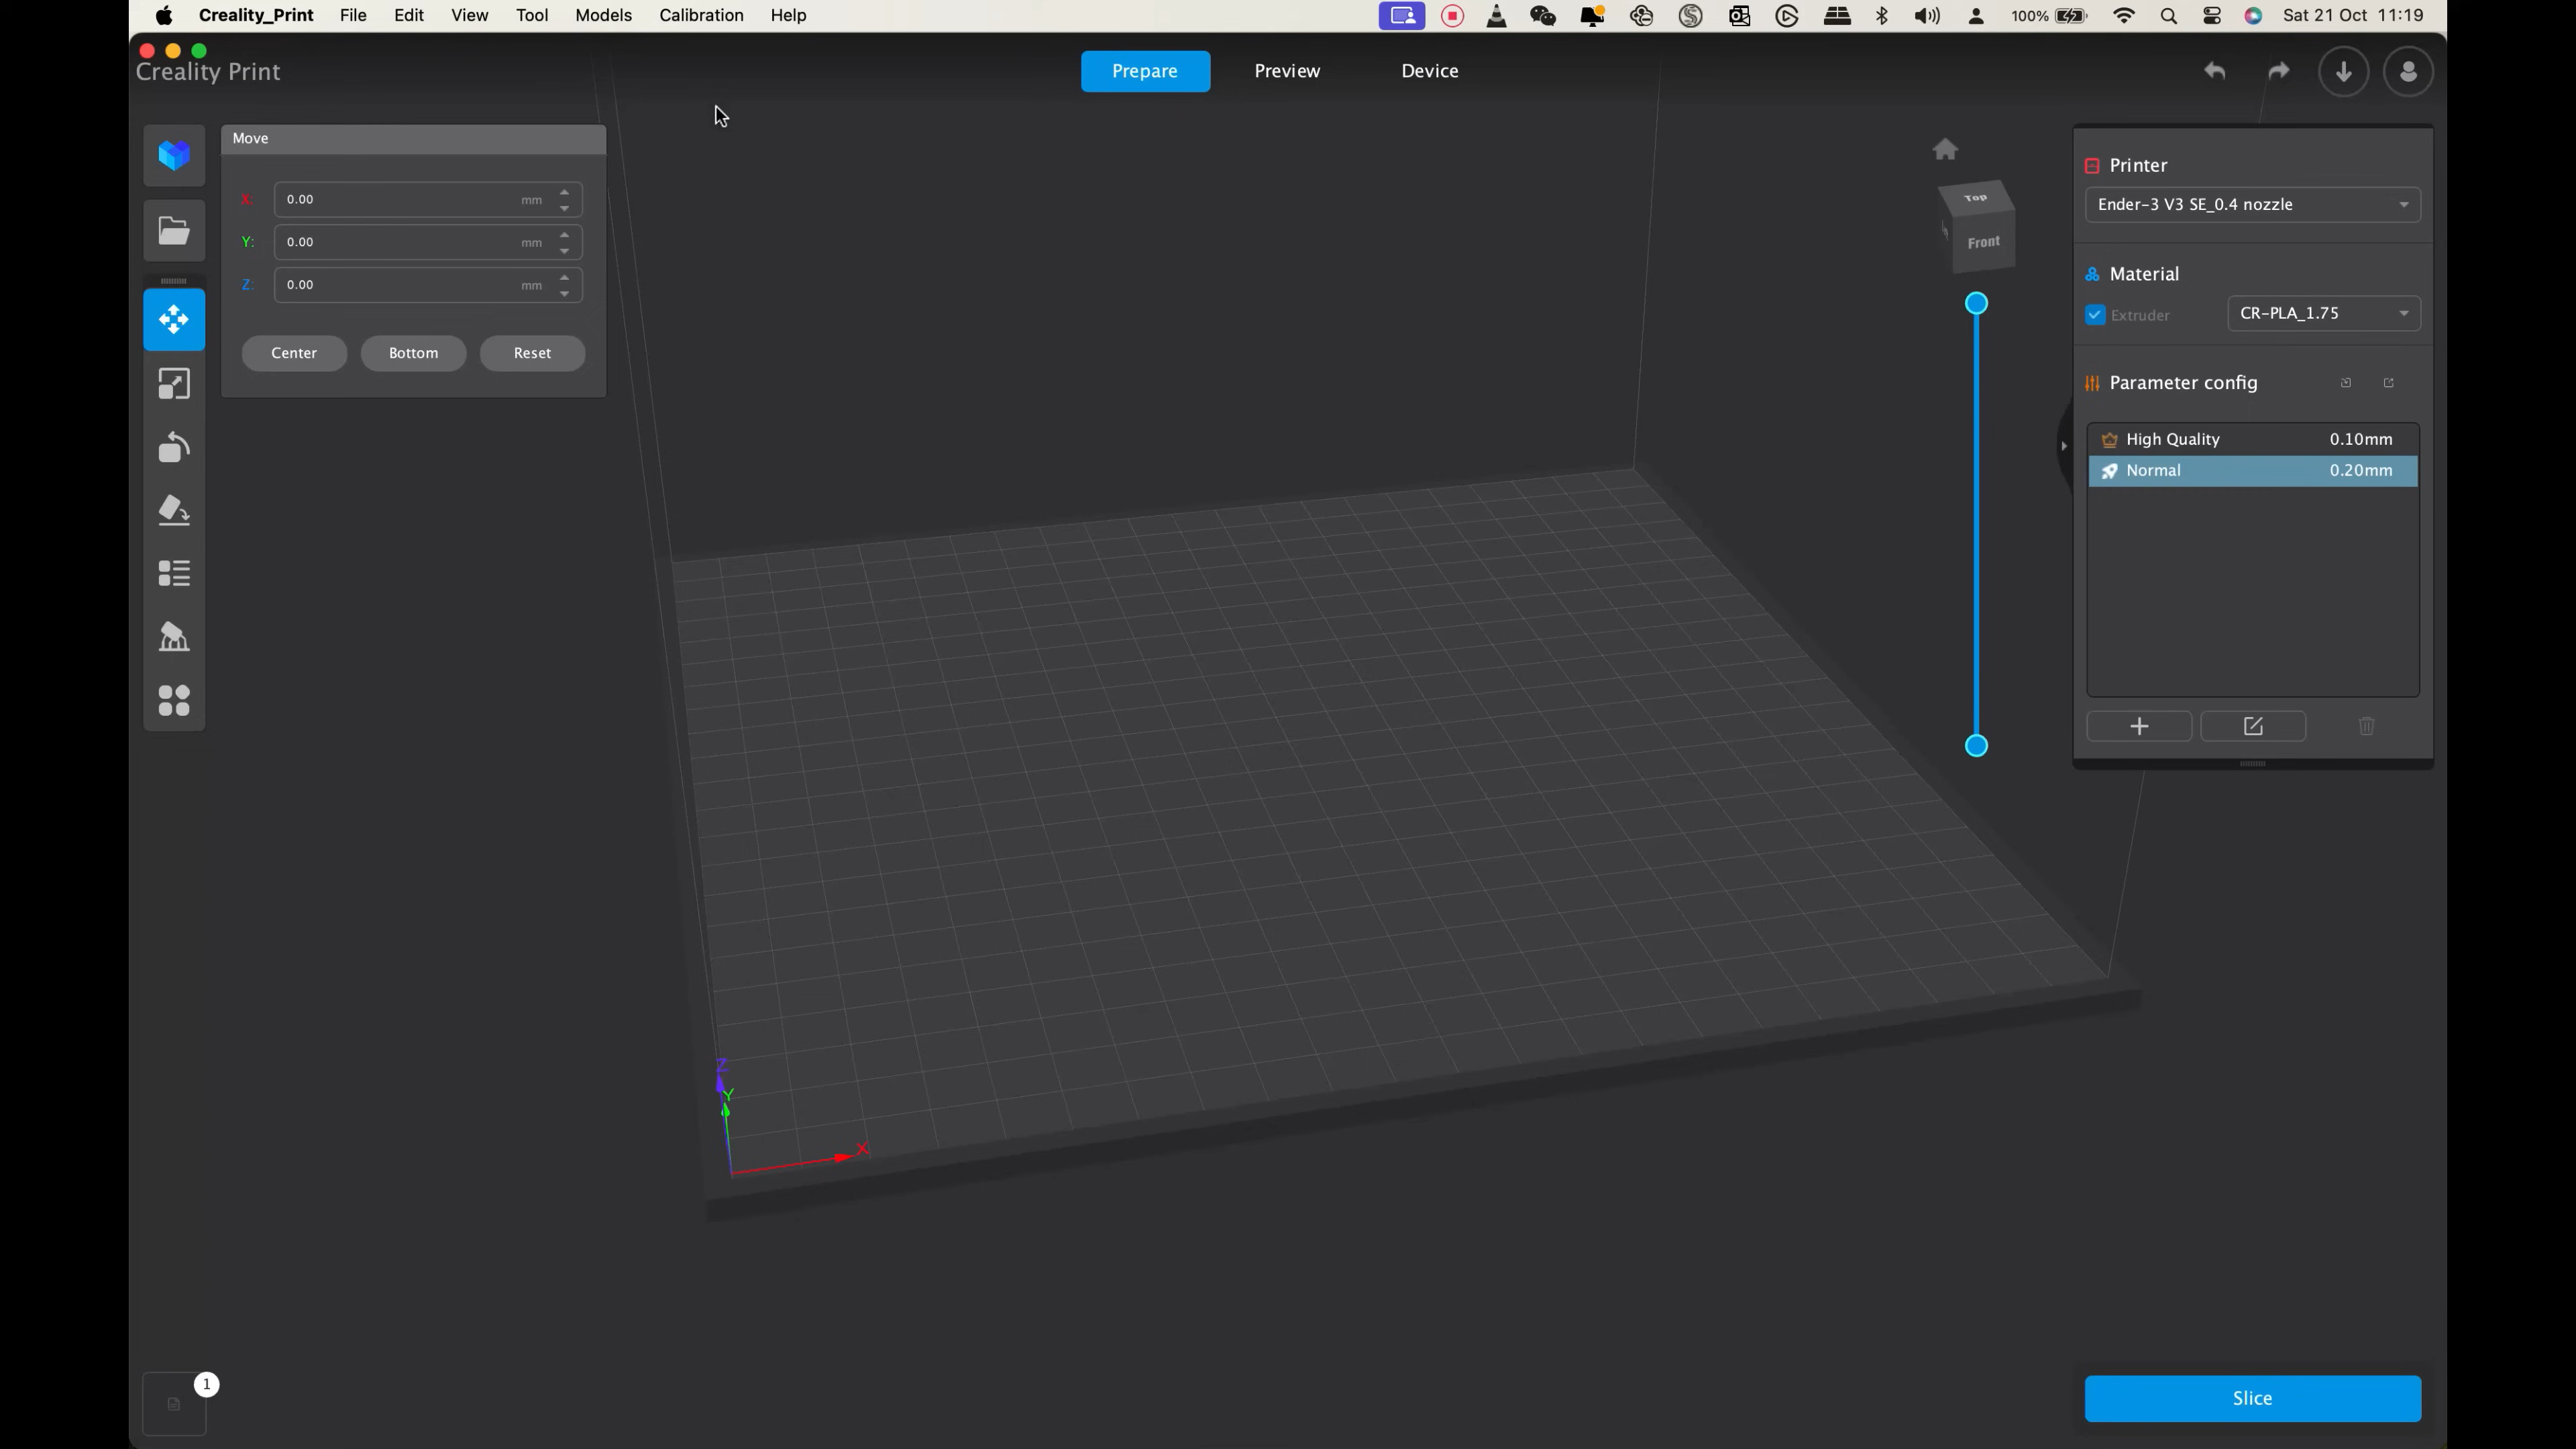 Creality_Print File Edit View Tool Models Calibration Help 100% Sat 21 Oct 11:19
Creality Print
Prepare Preview Device
Move
X: 0.00 mm
Y: 0.00 mm
Z: 0.00 mm
Center Bottom Reset
Top
Front
Printer
Ender-3 V3 SE_0.4 nozzle
Material
Extruder CR-PLA_1.75
Parameter config
High Quality 0.10mm
Normal 0.20mm
Z
Y
X
1
Slice